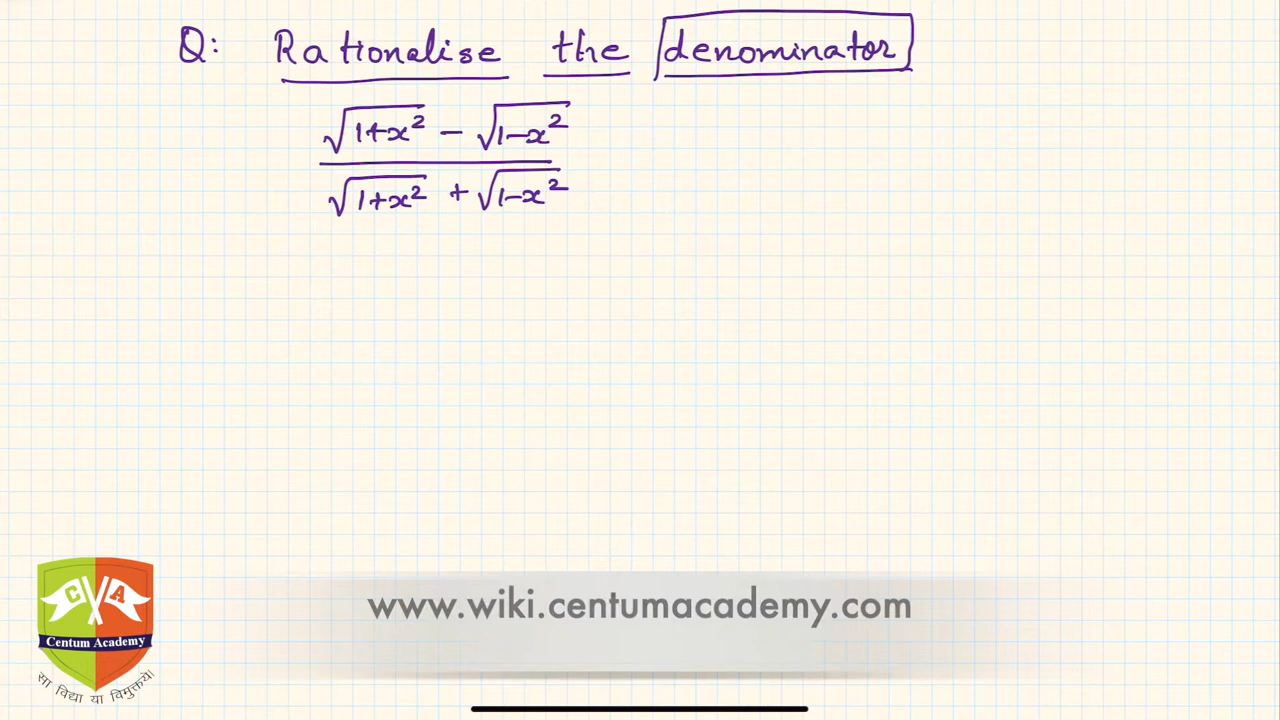 Q: Rationalise the denominator
√(1+x²) − √(1−x²)
√(1+x²) + √(1−x²)
C A
Centum Academy
सा विद्या या विमुक्तये।
www.wiki.centumacademy.com